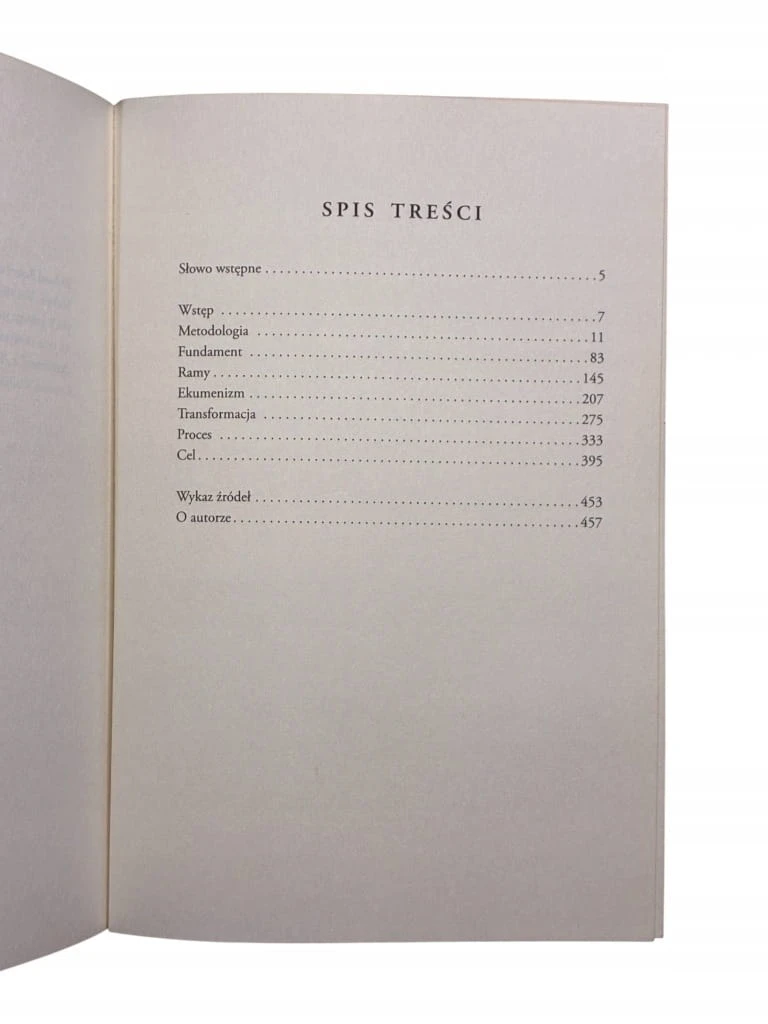 SPIS TREŚCI
Słowo wstępne . . . . . . . . . . . . . . . . . . . . . . . . . . . . . . . . . . . . . . . . . . . 5
Wstęp . . . . . . . . . . . . . . . . . . . . . . . . . . . . . . . . . . . . . . . . . . . . . . . . . 7
Metodologia . . . . . . . . . . . . . . . . . . . . . . . . . . . . . . . . . . . . . . . . . . . 11
Fundament . . . . . . . . . . . . . . . . . . . . . . . . . . . . . . . . . . . . . . . . . . . . 83
Ramy . . . . . . . . . . . . . . . . . . . . . . . . . . . . . . . . . . . . . . . . . . . . . . . . 145
Ekumenizm . . . . . . . . . . . . . . . . . . . . . . . . . . . . . . . . . . . . . . . . . . . 207
Transformacja . . . . . . . . . . . . . . . . . . . . . . . . . . . . . . . . . . . . . . . . . 275
Proces . . . . . . . . . . . . . . . . . . . . . . . . . . . . . . . . . . . . . . . . . . . . . . . 333
Cel . . . . . . . . . . . . . . . . . . . . . . . . . . . . . . . . . . . . . . . . . . . . . . . . . . 395
Wykaz źródeł . . . . . . . . . . . . . . . . . . . . . . . . . . . . . . . . . . . . . . . . . . 453
O autorze . . . . . . . . . . . . . . . . . . . . . . . . . . . . . . . . . . . . . . . . . . . . . 457